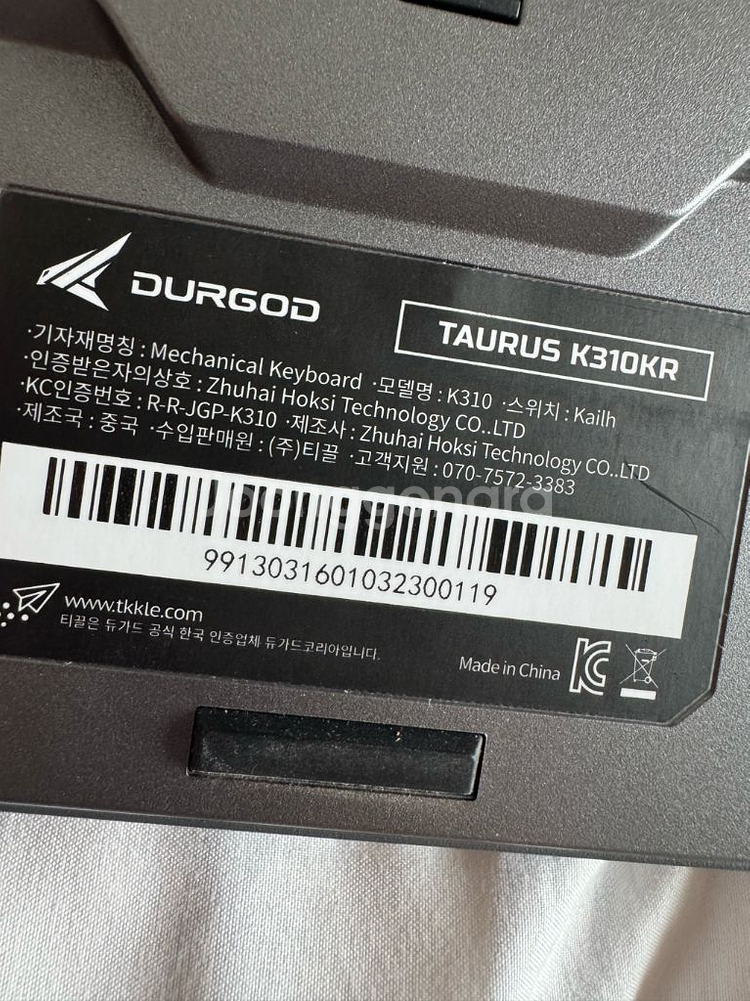 DURGOD
TAURUS K310KR
·기자재명칭 : Mechanical Keyboard ·모델명 : K310 ·스위치 : Kailh
·인증받은자의상호 : Zhuhai Hoksi Technology CO.,LTD
·KC인증번호 : R-R-JGP-K310 ·제조사 : Zhuhai Hoksi Technology CO.,LTD
·제조국 : 중국 ·수입판매원 : (주)티끌 ·고객지원 : 070-7572-3383
99130316010323​00119
www.tkkle.com
티끌은 듀가드 공식 한국 인증업체 듀가드코리아입니다.
Made in China